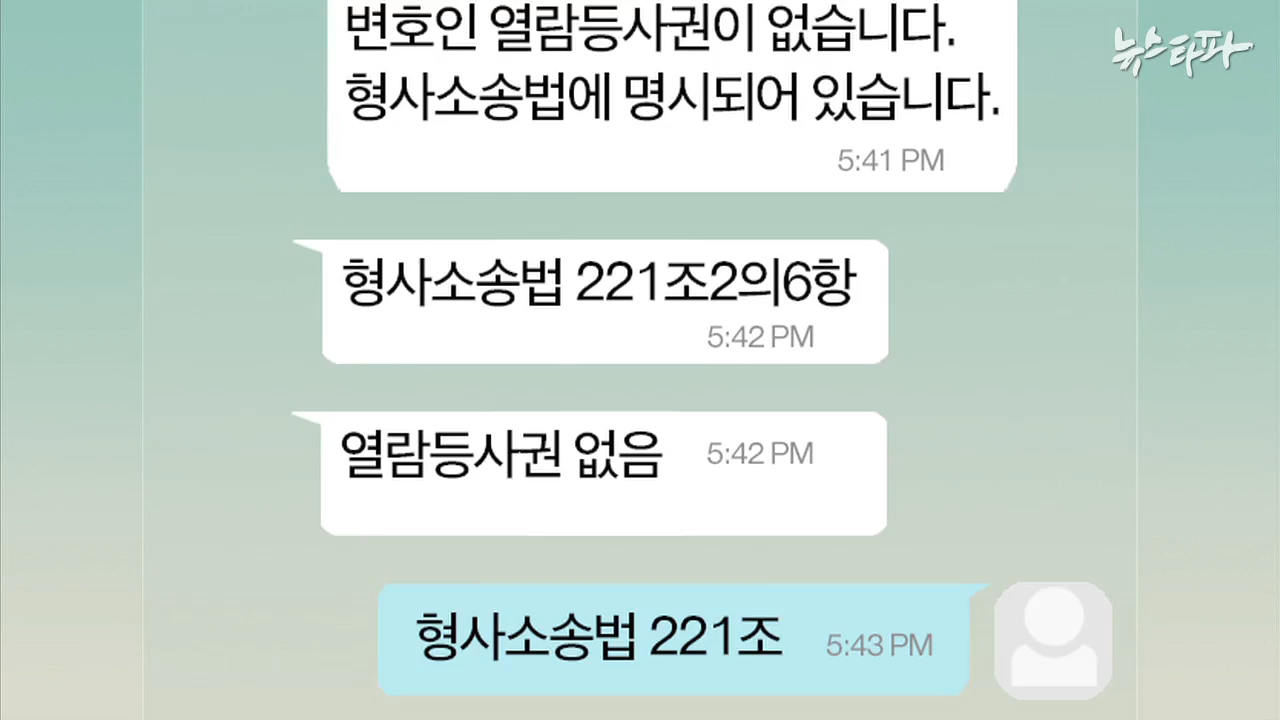 변호인 열람등사권이 없습니다.
뉴스타파
형사소송법에 명시되어 있습니다.
5:41 PM
형사소송법 221조2의6항
5:42 PM
열람등사권 없음 5:42 PM
형사소송법 221조 5:43 PM